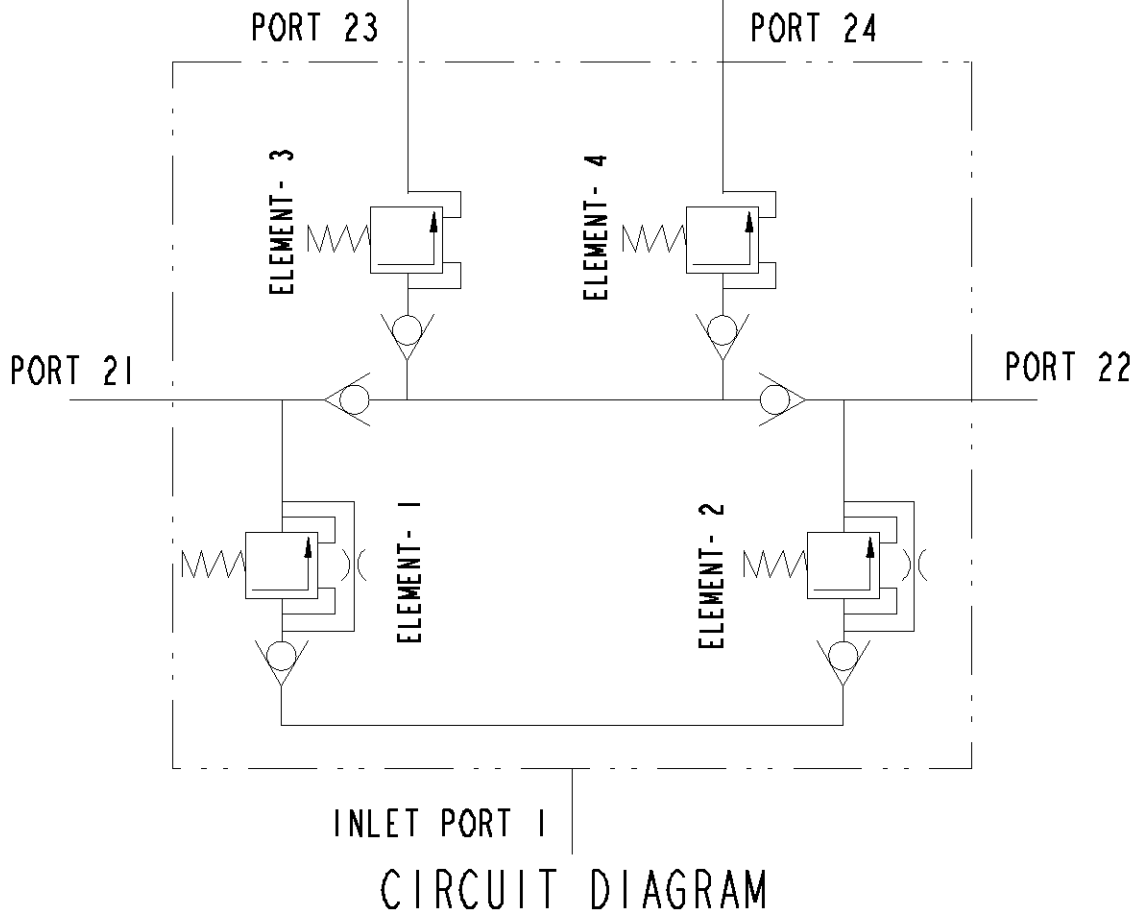 PORT 23
PORT 24
ELEMENT- 3
ELEMENT- 4
PORT 21
PORT 22
ELEMENT- 1
ELEMENT- 2
INLET PORT 1
CIRCUIT DIAGRAM